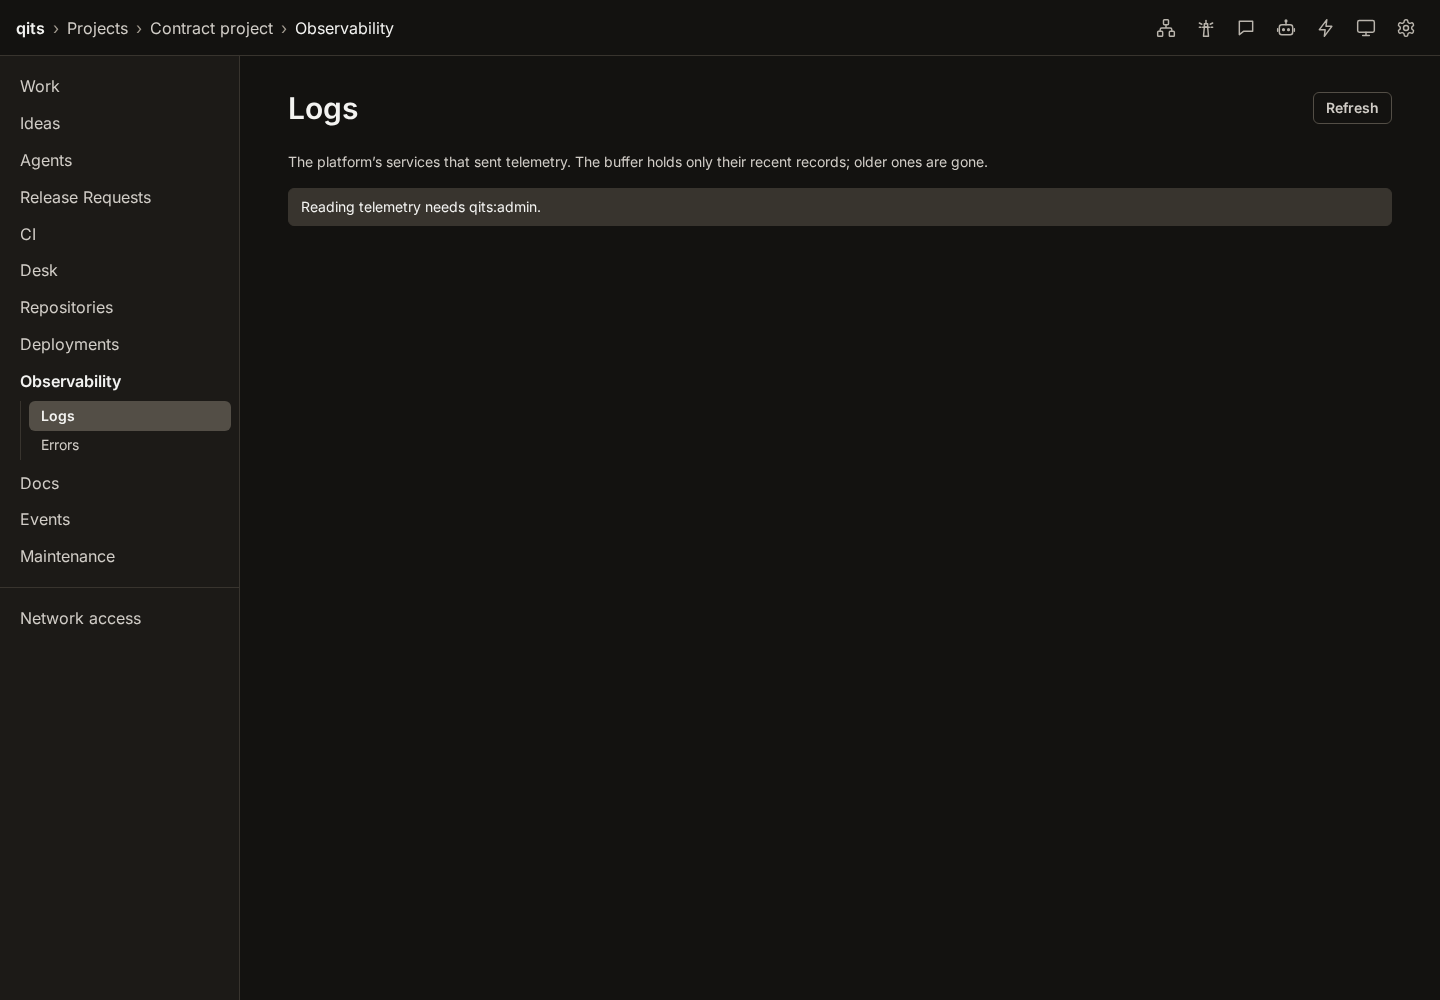 qits › Projects › Contract project › Observability
Work
Ideas
Agents
Release Requests
CI
Desk
Repositories
Deployments
Observability
Logs
Errors
Docs
Events
Maintenance
Network access
Logs
Refresh
The platform’s services that sent telemetry. The buffer holds only their recent records; older ones are gone.
Reading telemetry needs qits:admin.